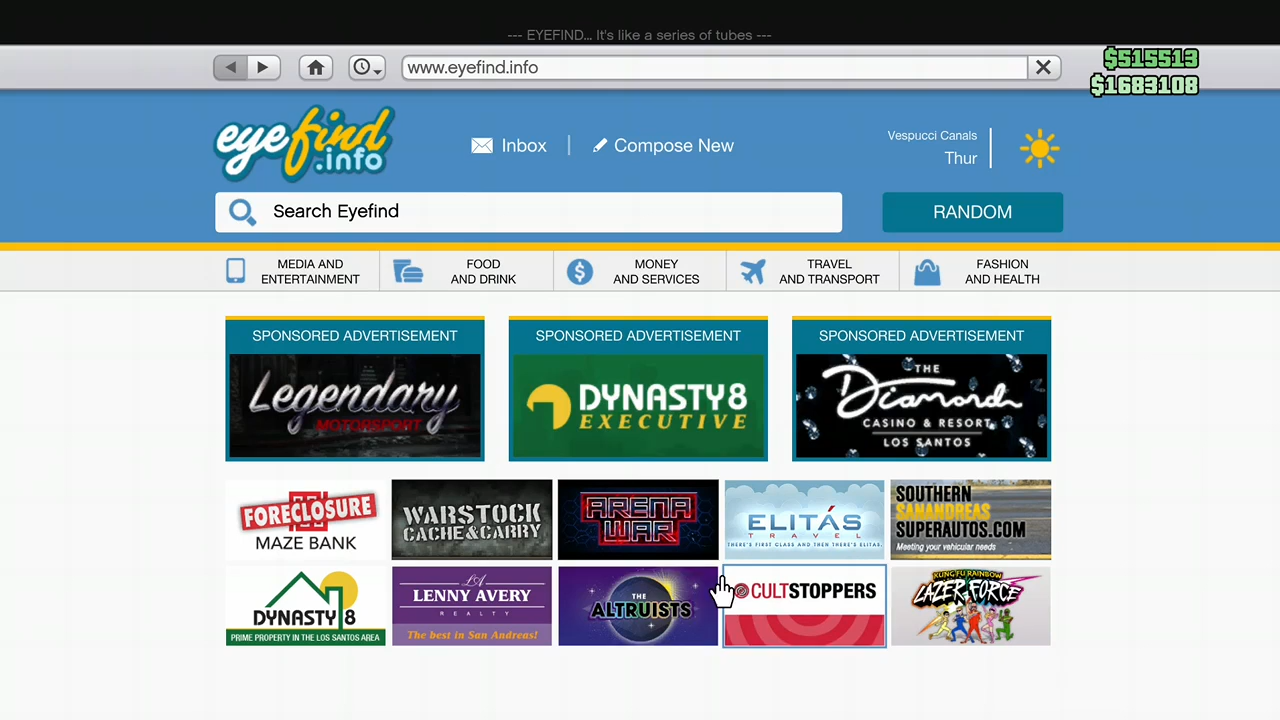 --- EYEFIND... It's like a series of tubes ---
www.eyefind.info
$515513
$1683108
eyefind
.info
Inbox
Compose New
Vespucci Canals
Thur
Search Eyefind
RANDOM
MEDIA AND
ENTERTAINMENT
FOOD
AND DRINK
MONEY
AND SERVICES
TRAVEL
AND TRANSPORT
FASHION
AND HEALTH
SPONSORED ADVERTISEMENT
Legendary
MOTORSPORT
SPONSORED ADVERTISEMENT
DYNASTY 8
EXECUTIVE
SPONSORED ADVERTISEMENT
THE
Diamond
CASINO & RESORT
LOS SANTOS
FORECLOSURE
MAZE BANK
WARSTOCK
CACHE & CARRY
ARENA
WAR
ELITÁS
TRAVEL
THERE'S FIRST CLASS AND THEN THERE'S ELITÁS.
SOUTHERN
SANANDREAS
SUPERAUTOS.COM
Meeting your vehicular needs
DYNASTY 8
PRIME PROPERTY IN THE LOS SANTOS AREA
LA
LENNY AVERY
REALTY
The best in San Andreas!
THE
ALTRUISTS
CULTSTOPPERS
KUNG FU RAINBOW
LAZER FORCE